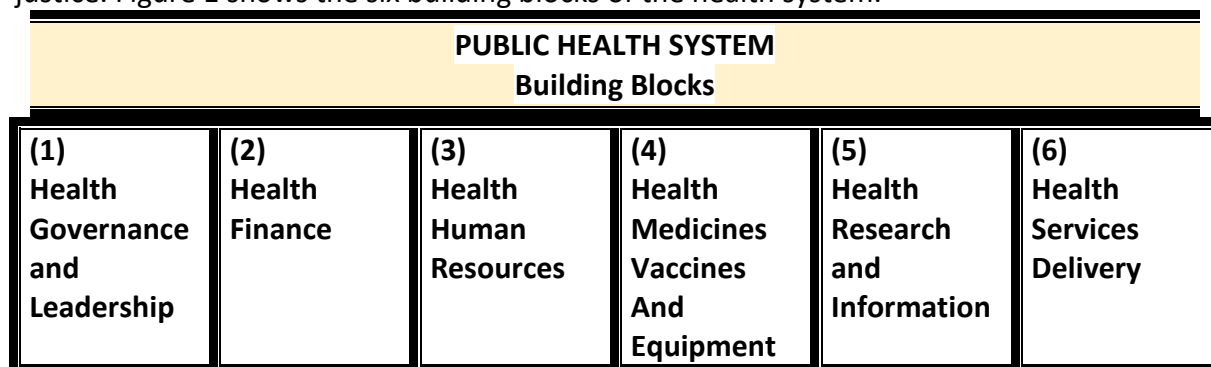 justice. Figure 1 shows the six building blocks of the health system.
PUBLIC HEALTH SYSTEM
Building Blocks
(1)
Health
Governance
and
Leadership
(2)
Health
Finance
(3)
Health
Human
Resources
(4)
Health
Medicines
Vaccines
And
Equipment
(5)
Health
Research
and
Information
(6)
Health
Services
Delivery